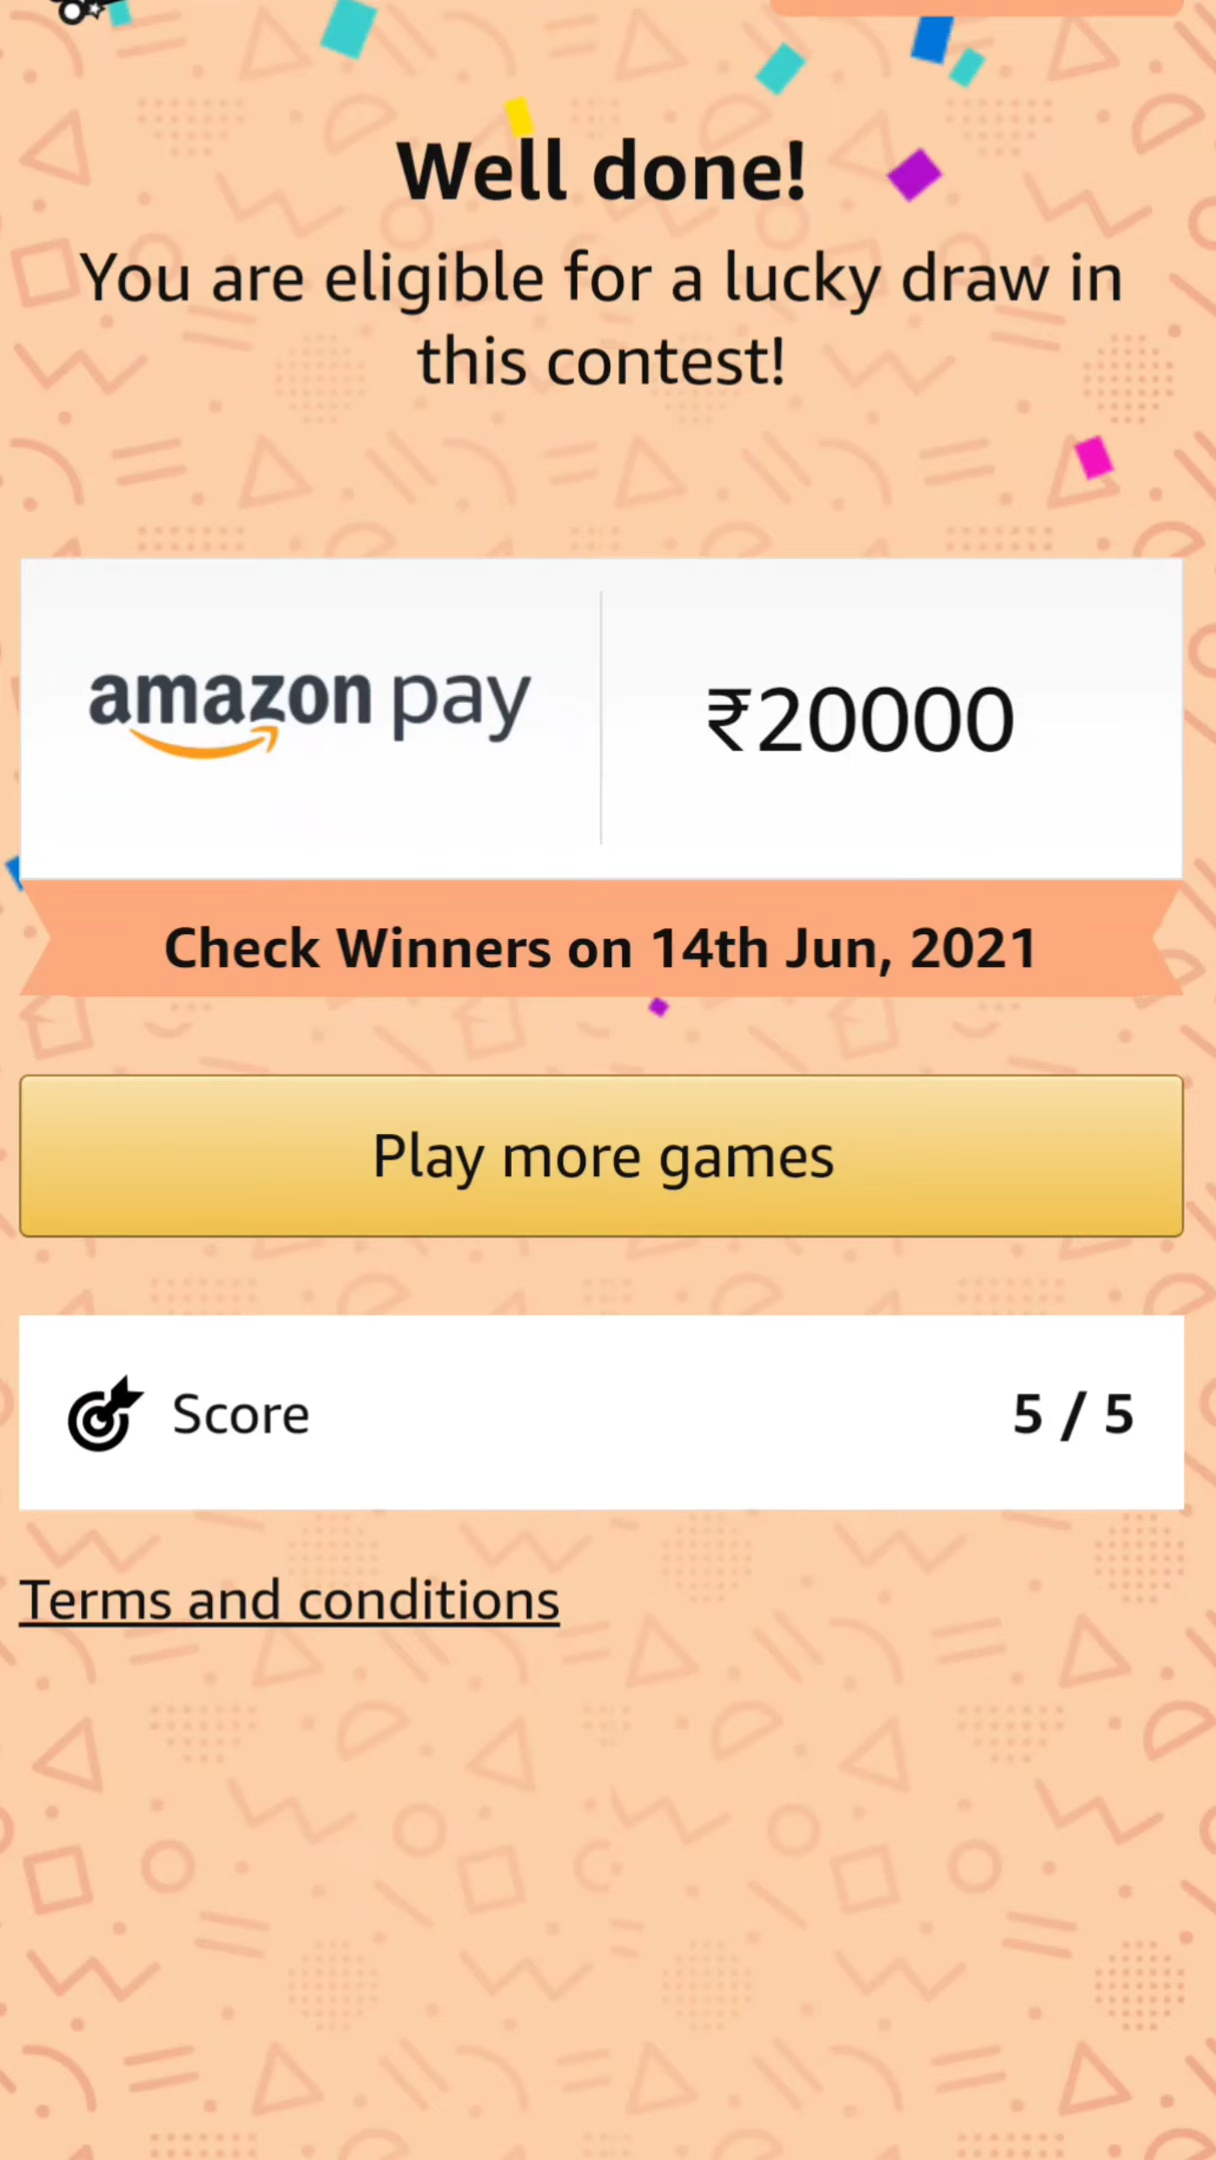 Well done!
You are eligible for a lucky draw in
this contest!
amazon pay
₹20000
Check Winners on 14th Jun, 2021
Play more games
Score
5 / 5
Terms and conditions